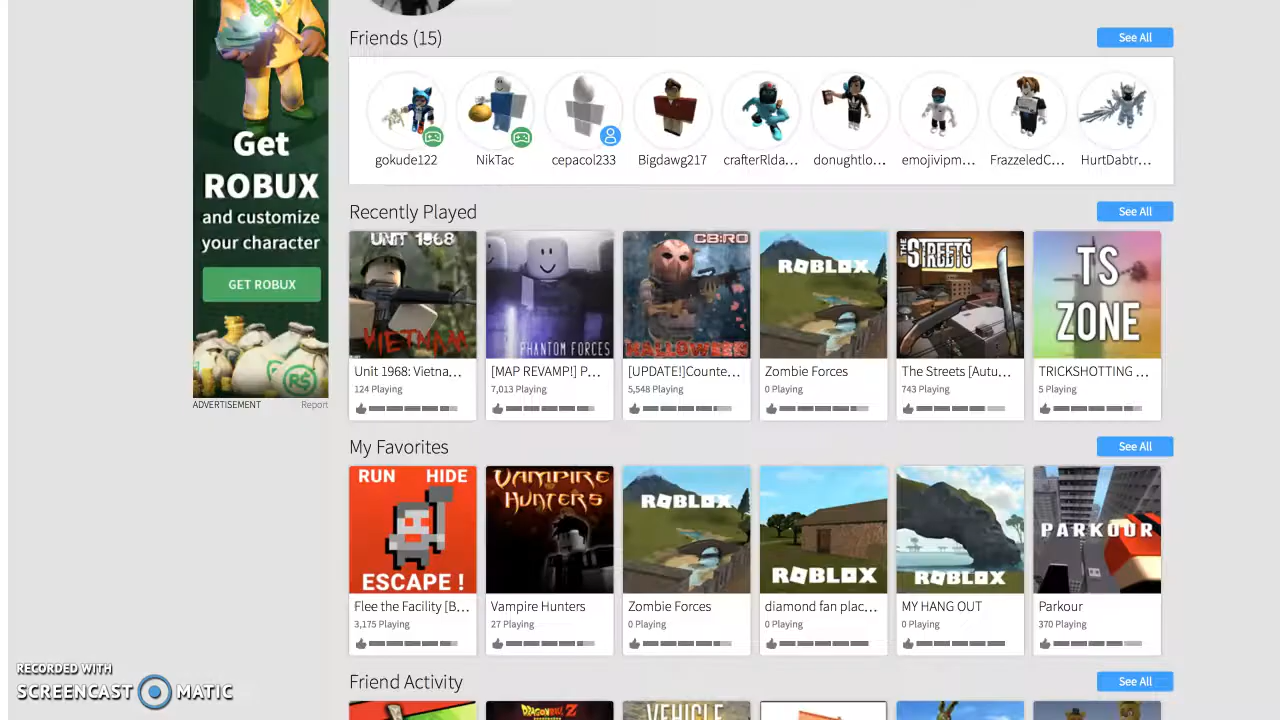 Friends (15)
See All
gokude122
NikTac
cepacol233
Bigdawg217
crafterRlda...
donughtlo...
emojivipm...
FrazzeledC...
HurtDabtr...
Get
ROBUX
and customize
your character
GET ROBUX
RS
ADVERTISEMENT
Report
Recently Played
See All
UNIT 1968
VIETNAM
PHANTOM FORCES
CB:RO
HALLOWEEN
ROBLOX
THE STREETS
TS
ZONE
Unit 1968: Vietna...
[MAP REVAMP!] P...
[UPDATE!]Counte...
Zombie Forces
The Streets [Autu...
TRICKSHOTTING ...
124 Playing
7,013 Playing
5,548 Playing
0 Playing
743 Playing
5 Playing
My Favorites
See All
RUN HIDE
ESCAPE !
VAMPIRE
HUNTERS
ROBLOX
ROBLOX
ROBLOX
PARKOUR
Flee the Facility [B...
Vampire Hunters
Zombie Forces
diamond fan plac...
MY HANG OUT
Parkour
3,175 Playing
27 Playing
0 Playing
0 Playing
0 Playing
370 Playing
Friend Activity
See All
DRAGONBALL Z
VEHICLE
RECORDED WITH
SCREENCAST MATIC